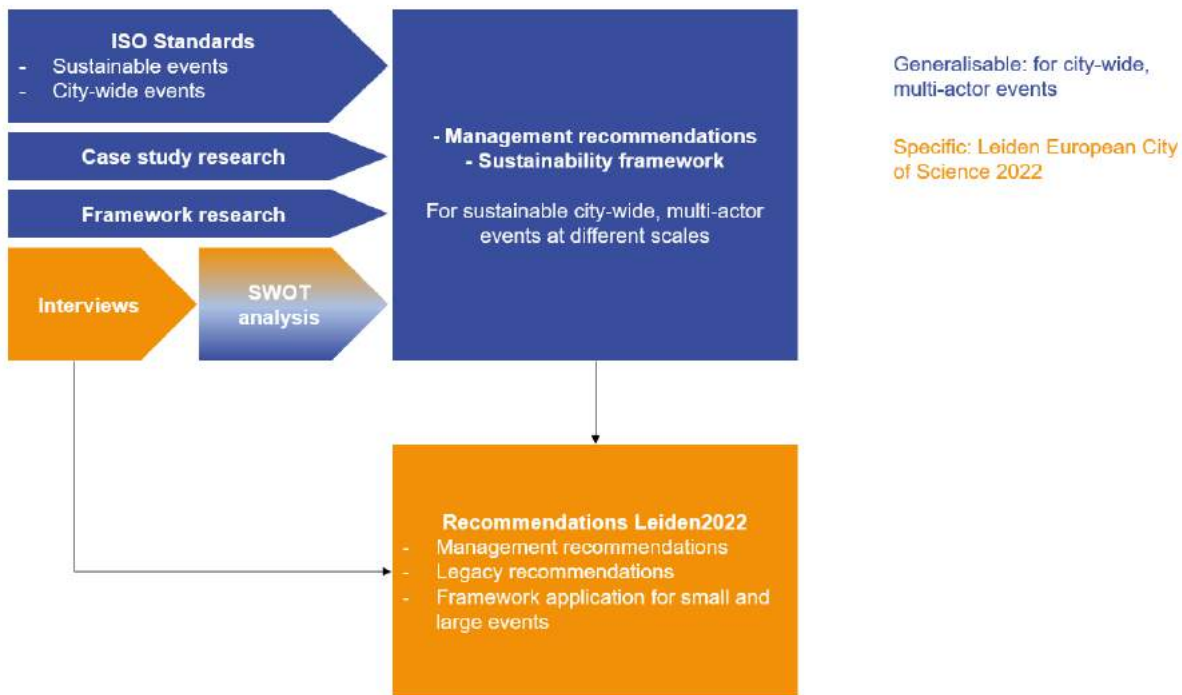 ISO Standards
- Sustainable events
- City-wide events
Case study research
Framework research
Interviews
SWOT
analysis
- Management recommendations
- Sustainability framework
For sustainable city-wide, multi-actor
events at different scales
Generalisable: for city-wide,
multi-actor events
Specific: Leiden European City
of Science 2022
Recommendations Leiden2022
- Management recommendations
- Legacy recommendations
- Framework application for small and
large events